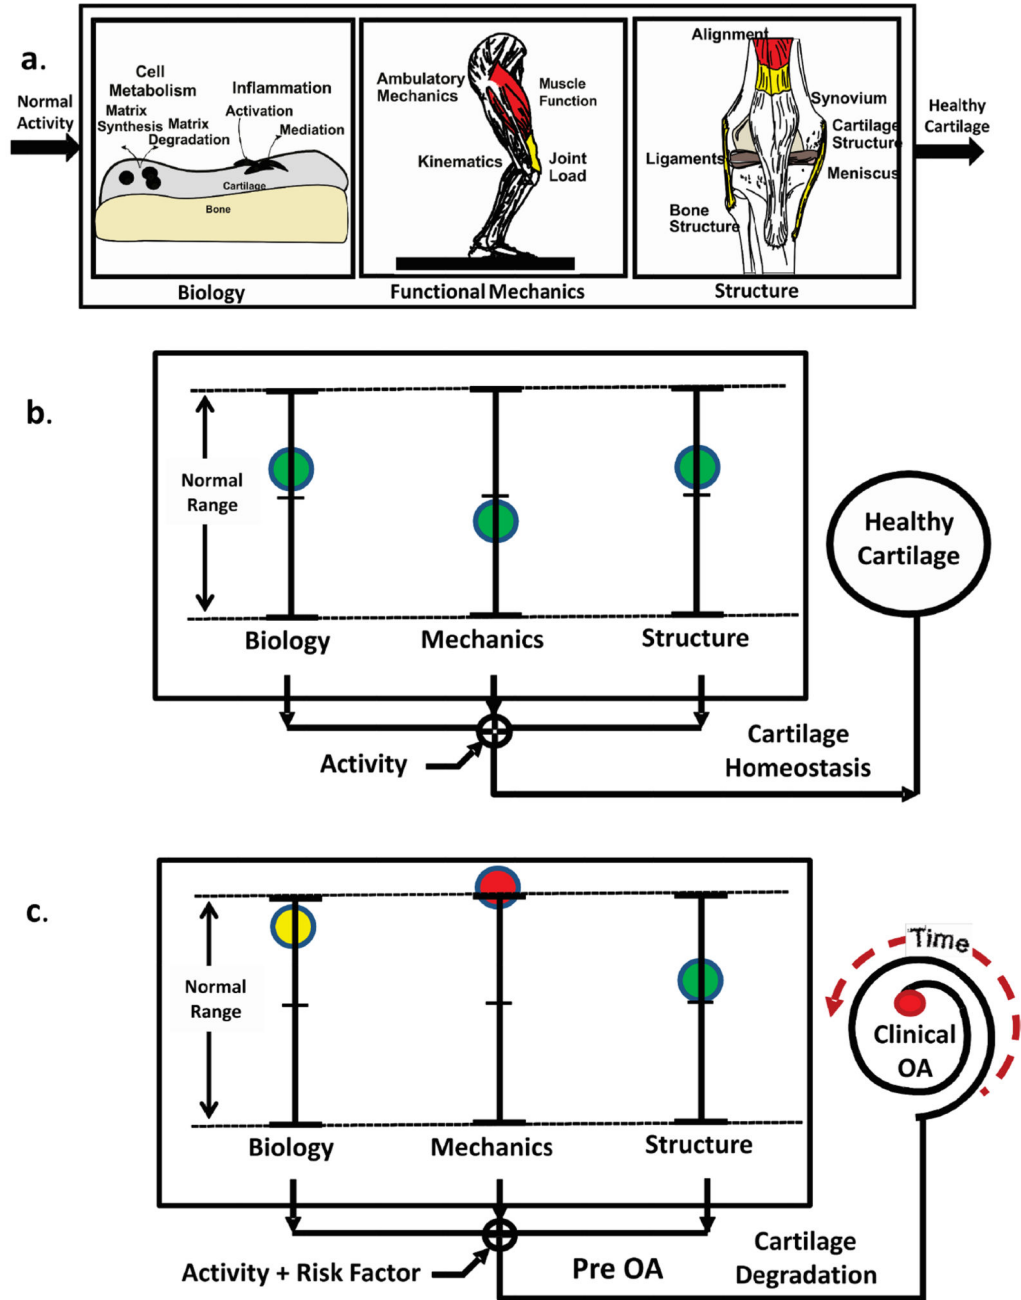 a.
Normal
Activity
Cell
Metabolism
Matrix
Synthesis
Matrix
Degradation
Inflammation
Activation
Mediation
Cartilage
Bone
Biology
Ambulatory
Mechanics
Muscle
Function
Kinematics
Joint
Load
Functional Mechanics
Alignment
Synovium
Cartilage
Structure
Ligaments
Meniscus
Bone
Structure
Structure
Healthy
Cartilage
b.
Normal
Range
Biology
Mechanics
Structure
Healthy
Cartilage
Activity
Cartilage
Homeostasis
c.
Normal
Range
Biology
Mechanics
Structure
Time
Clinical
OA
Activity + Risk Factor
Pre OA
Cartilage
Degradation